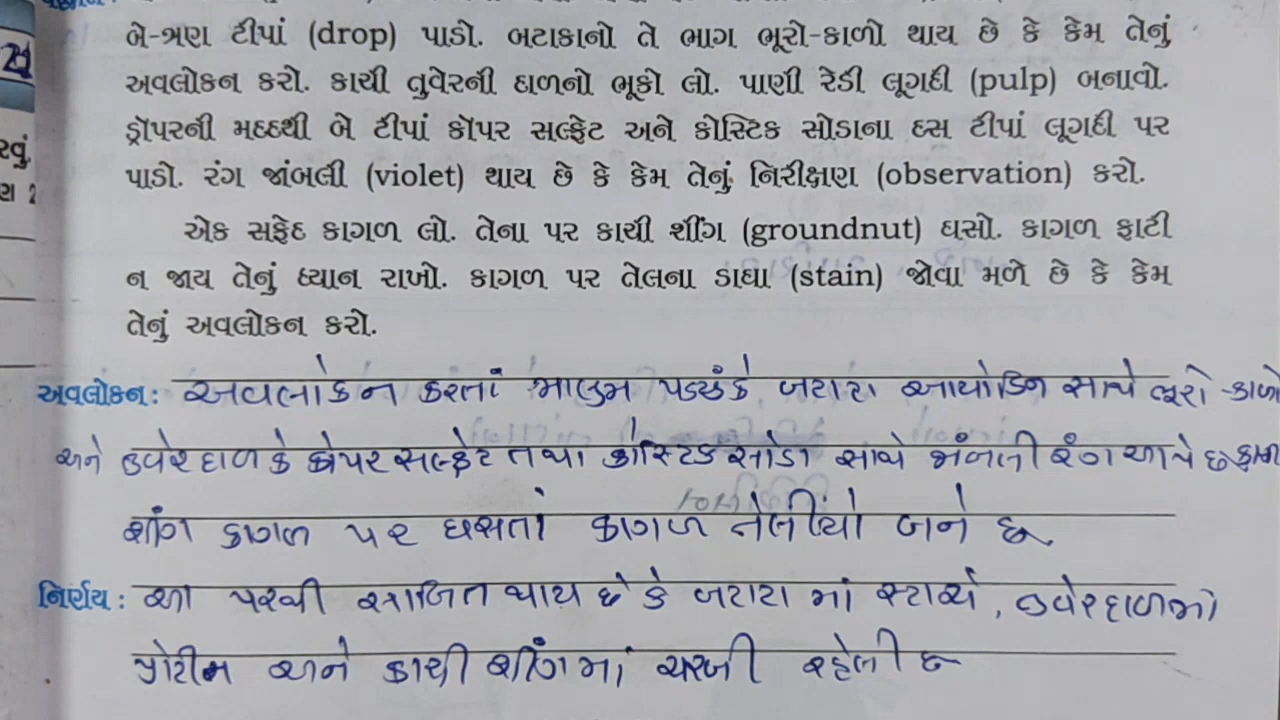 બે-ત્રણ ટીપાં (drop) પાડો. બટાકાનો તે ભાગ ભૂરો-કાળો થાય છે કે કેમ તેનું
21
અવલોકન કરો. કાચી તુવેરની દાળનો ભૂકો લો. પાણી રેડી લૂગદી (pulp) બનાવો.
ડ્રૉપરની મદદથી બે ટીપાં કૉપર સલ્ફેટ અને કોસ્ટિક સોડાના દસ ટીપાં લૂગદી પર
પાડો. રંગ જાંબલી (violet) થાય છે કે કેમ તેનું નિરીક્ષણ (observation) કરો.
એક સફેદ કાગળ લો. તેના પર કાચી શીંગ (groundnut) ઘસો. કાગળ ફાટી
ન જાય તેનું ધ્યાન રાખો. કાગળ પર તેલના ડાઘા (stain) જોવા મળે છે કે કેમ
તેનું અવલોકન કરો.
અવલોકન : અવલોકન કરતાં માલુમ પડ્યું કે બટાટા આયોડિન સાથે ભૂરો-કાળો
અને તુવેરદાળ કે કોપર સલ્ફેટ તથા કોસ્ટિક સોડા સાથે જાંબલી રંગ આપે છે કાચી
શીંગ કાગળ પર ઘસતાં કાગળ તેલીયો બને છે
નિર્ણય : આ પરથી સાબિત થાય છે કે બટાટા માં સ્ટાર્ચ, તુવેરદાળમાં
પ્રોટીન અને કાચી શીંગમાં ચરબી રહેલી છે